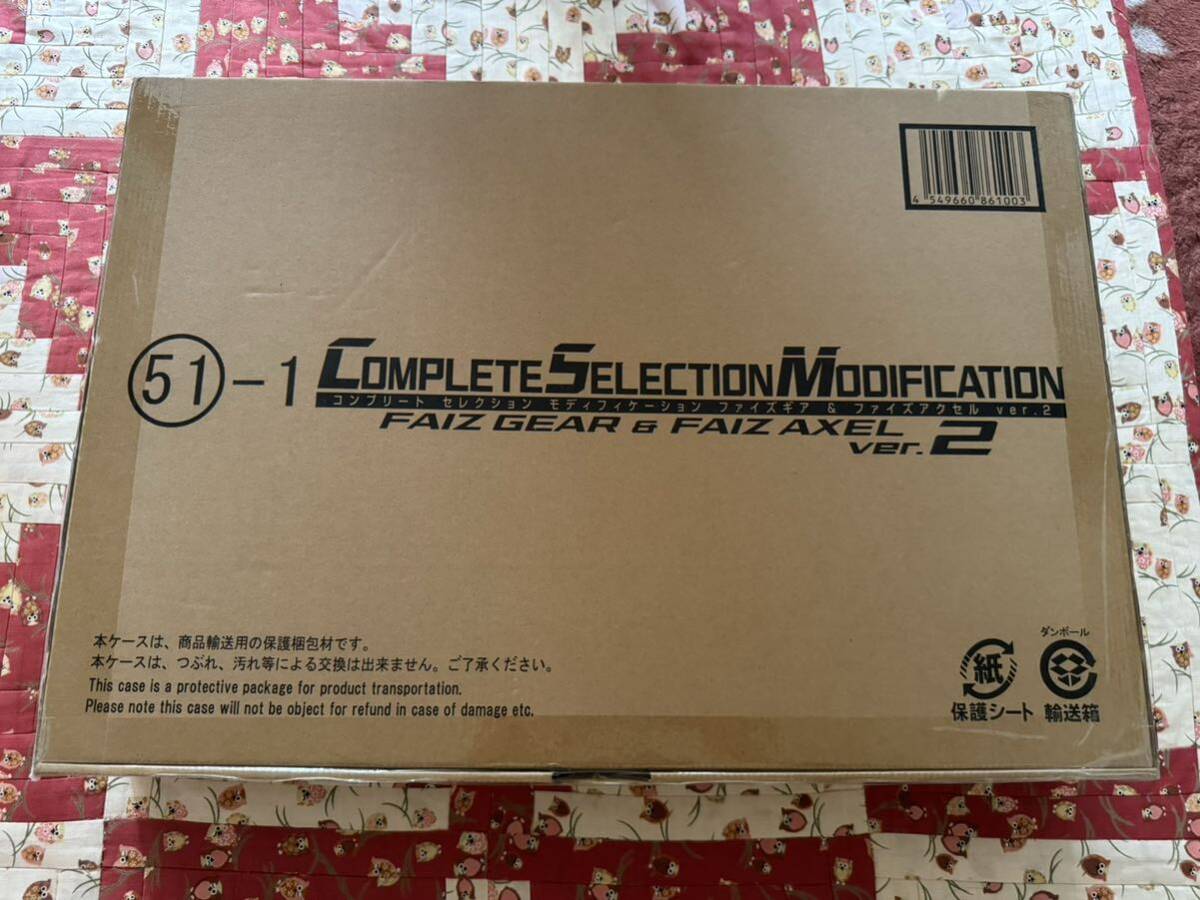 4 549660 861003
51-1 COMPLETE SELECTION MODIFICATION
コンプリート セレクション モディフィケーション ファイズギア & ファイズアクセル ver.2
FAIZ GEAR & FAIZ AXEL
ver.2
本ケースは、商品輸送用の保護梱包材です。
本ケースは、つぶれ、汚れ等による交換は出来ません。ご了承ください。
This case is a protective package for product transportation.
Please note this case will not be object for refund in case of damage etc.
紙
保護シート
ダンボール
輸送箱